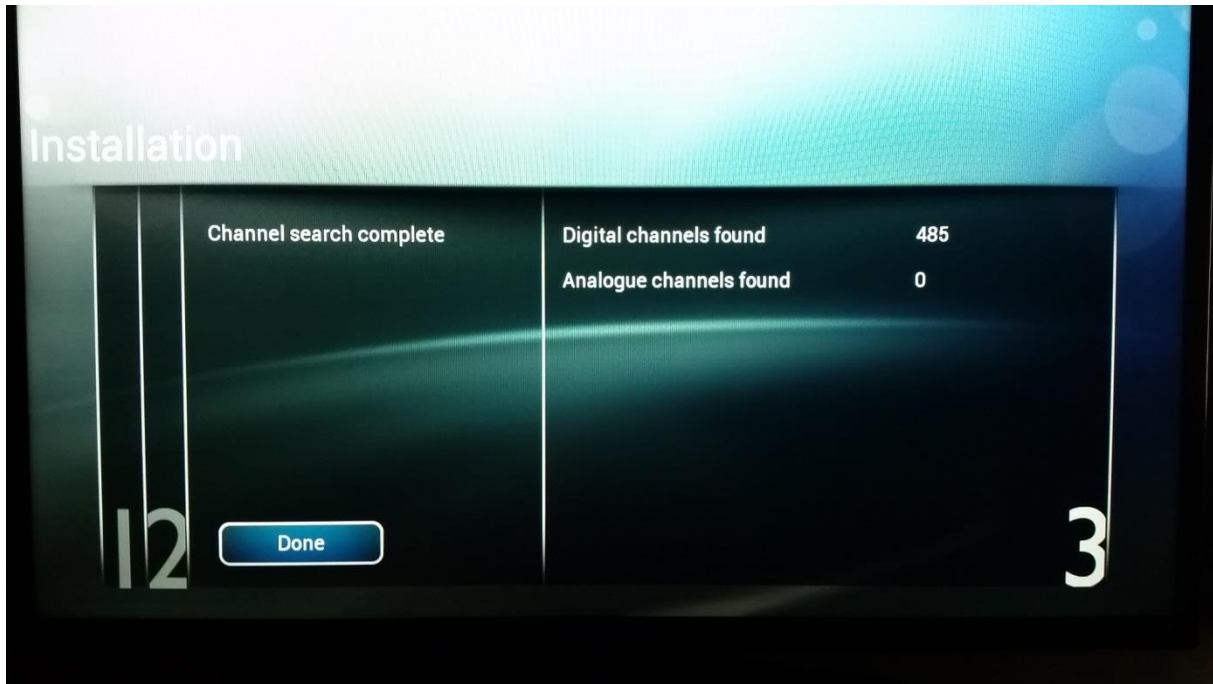 Installation
Channel search complete
Digital channels found 485
Analogue channels found 0
1 2
Done
3